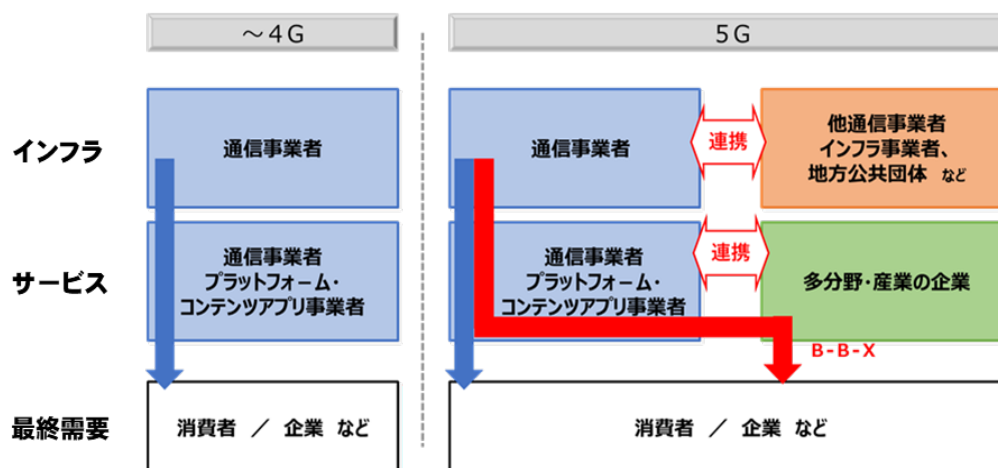 ～4G
5G
インフラ
通信事業者
通信事業者
連携
他通信事業者
インフラ事業者、
地方公共団体 など
サービス
通信事業者
プラットフォーム・
コンテンツアプリ事業者
通信事業者
プラットフォーム・
コンテンツアプリ事業者
連携
多分野・産業の企業
B-B-X
最終需要
消費者 ／ 企業 など
消費者 ／ 企業 など